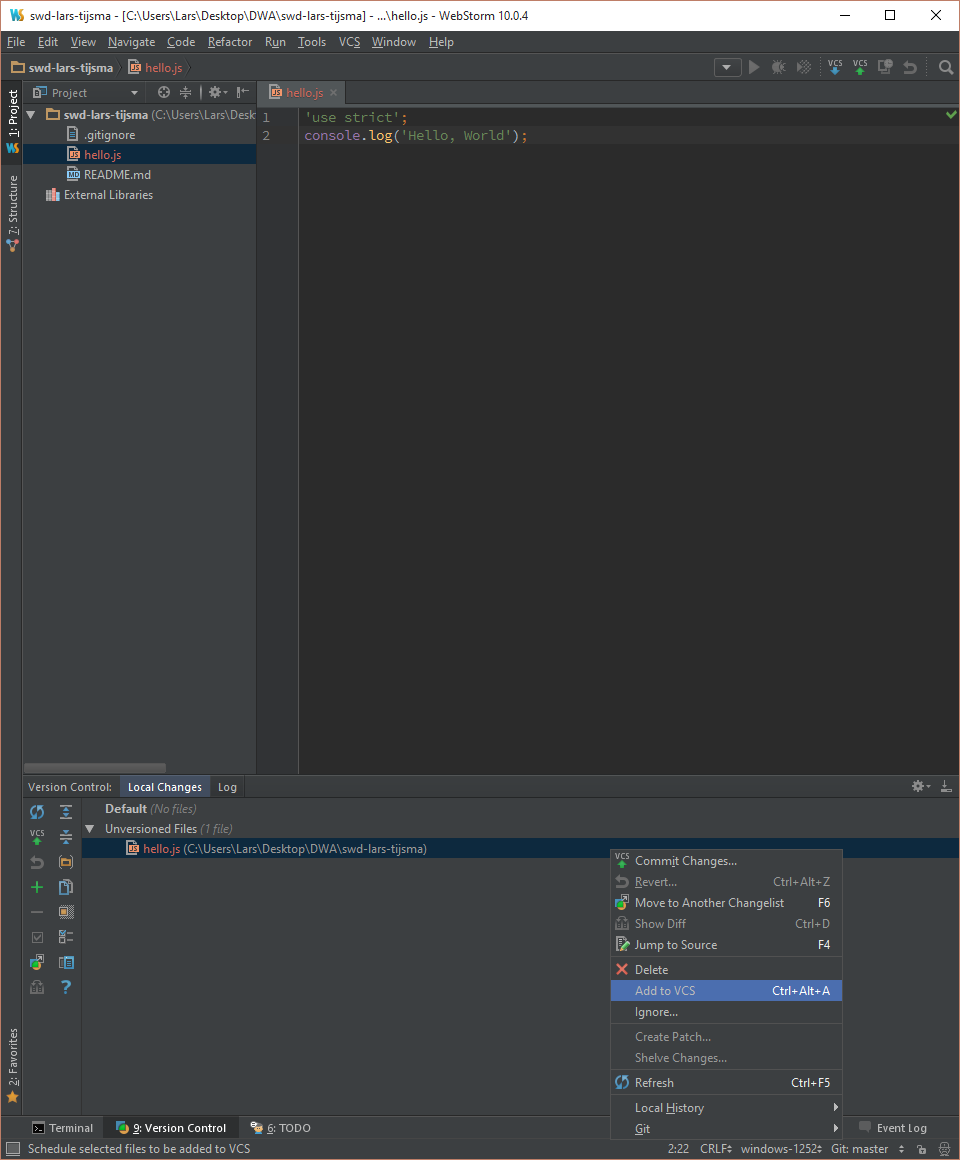 swd-lars-tijsma - [C:\Users\Lars\Desktop\DWA\swd-lars-tijsma] - ...\hello.js - WebStorm 10.0.4
File Edit View Navigate Code Refactor Run Tools VCS Window Help
swd-lars-tijsma hello.js VCS VCS
1: Project
7: Structure
2: Favorites
Project
swd-lars-tijsma (C:\Users\Lars\Desk
.gitignore
hello.js
README.md
External Libraries
hello.js
1 'use strict';
2 console.log('Hello, World');
Version Control: Local Changes Log
Default (No files)
Unversioned Files (1 file)
hello.js (C:\Users\Lars\Desktop\DWA\swd-lars-tijsma)
VCS
VCS Commit Changes...
Revert... Ctrl+Alt+Z
Move to Another Changelist F6
Show Diff Ctrl+D
Jump to Source F4
Delete
Add to VCS Ctrl+Alt+A
Ignore...
Create Patch...
Shelve Changes...
Refresh Ctrl+F5
Local History
Git
Terminal 9: Version Control 6: TODO Event Log
Schedule selected files to be added to VCS 2:22 CRLF windows-1252 Git: master